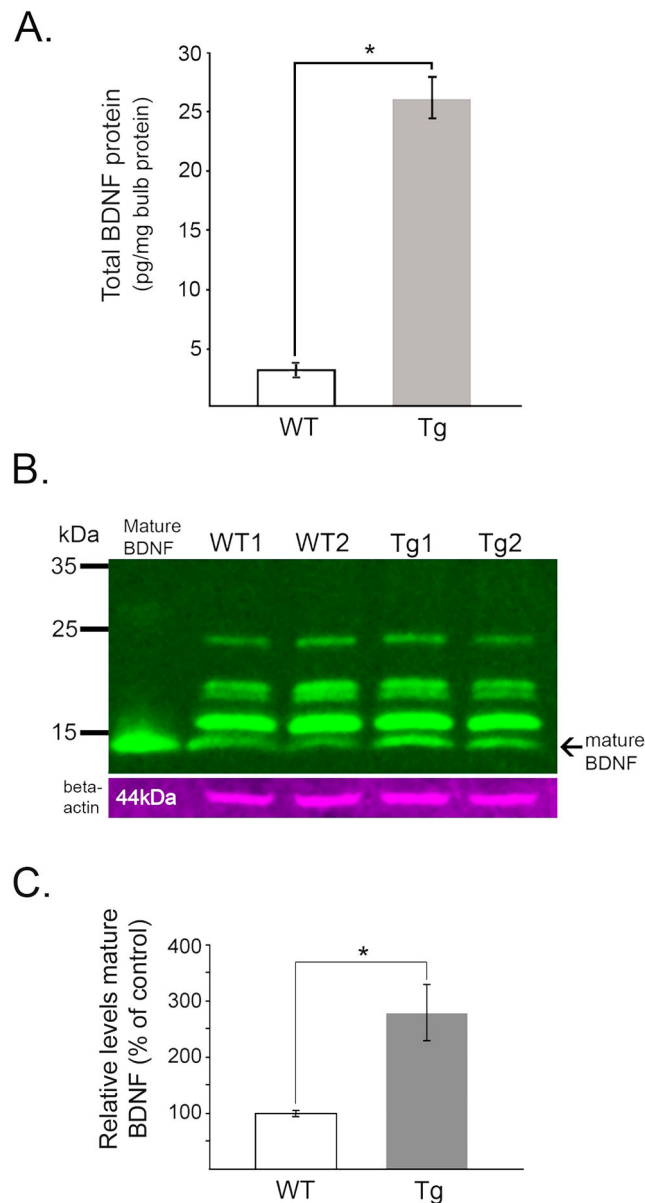 A.
Total BDNF protein
(pg/mg bulb protein)
30
25
20
15
10
5
*
WT Tg
B.
kDa
Mature
BDNF
WT1 WT2 Tg1 Tg2
35
25
15
mature
BDNF
beta-
actin
44kDa
C.
Relative levels mature
BDNF (% of control)
400
300
200
100
*
WT Tg